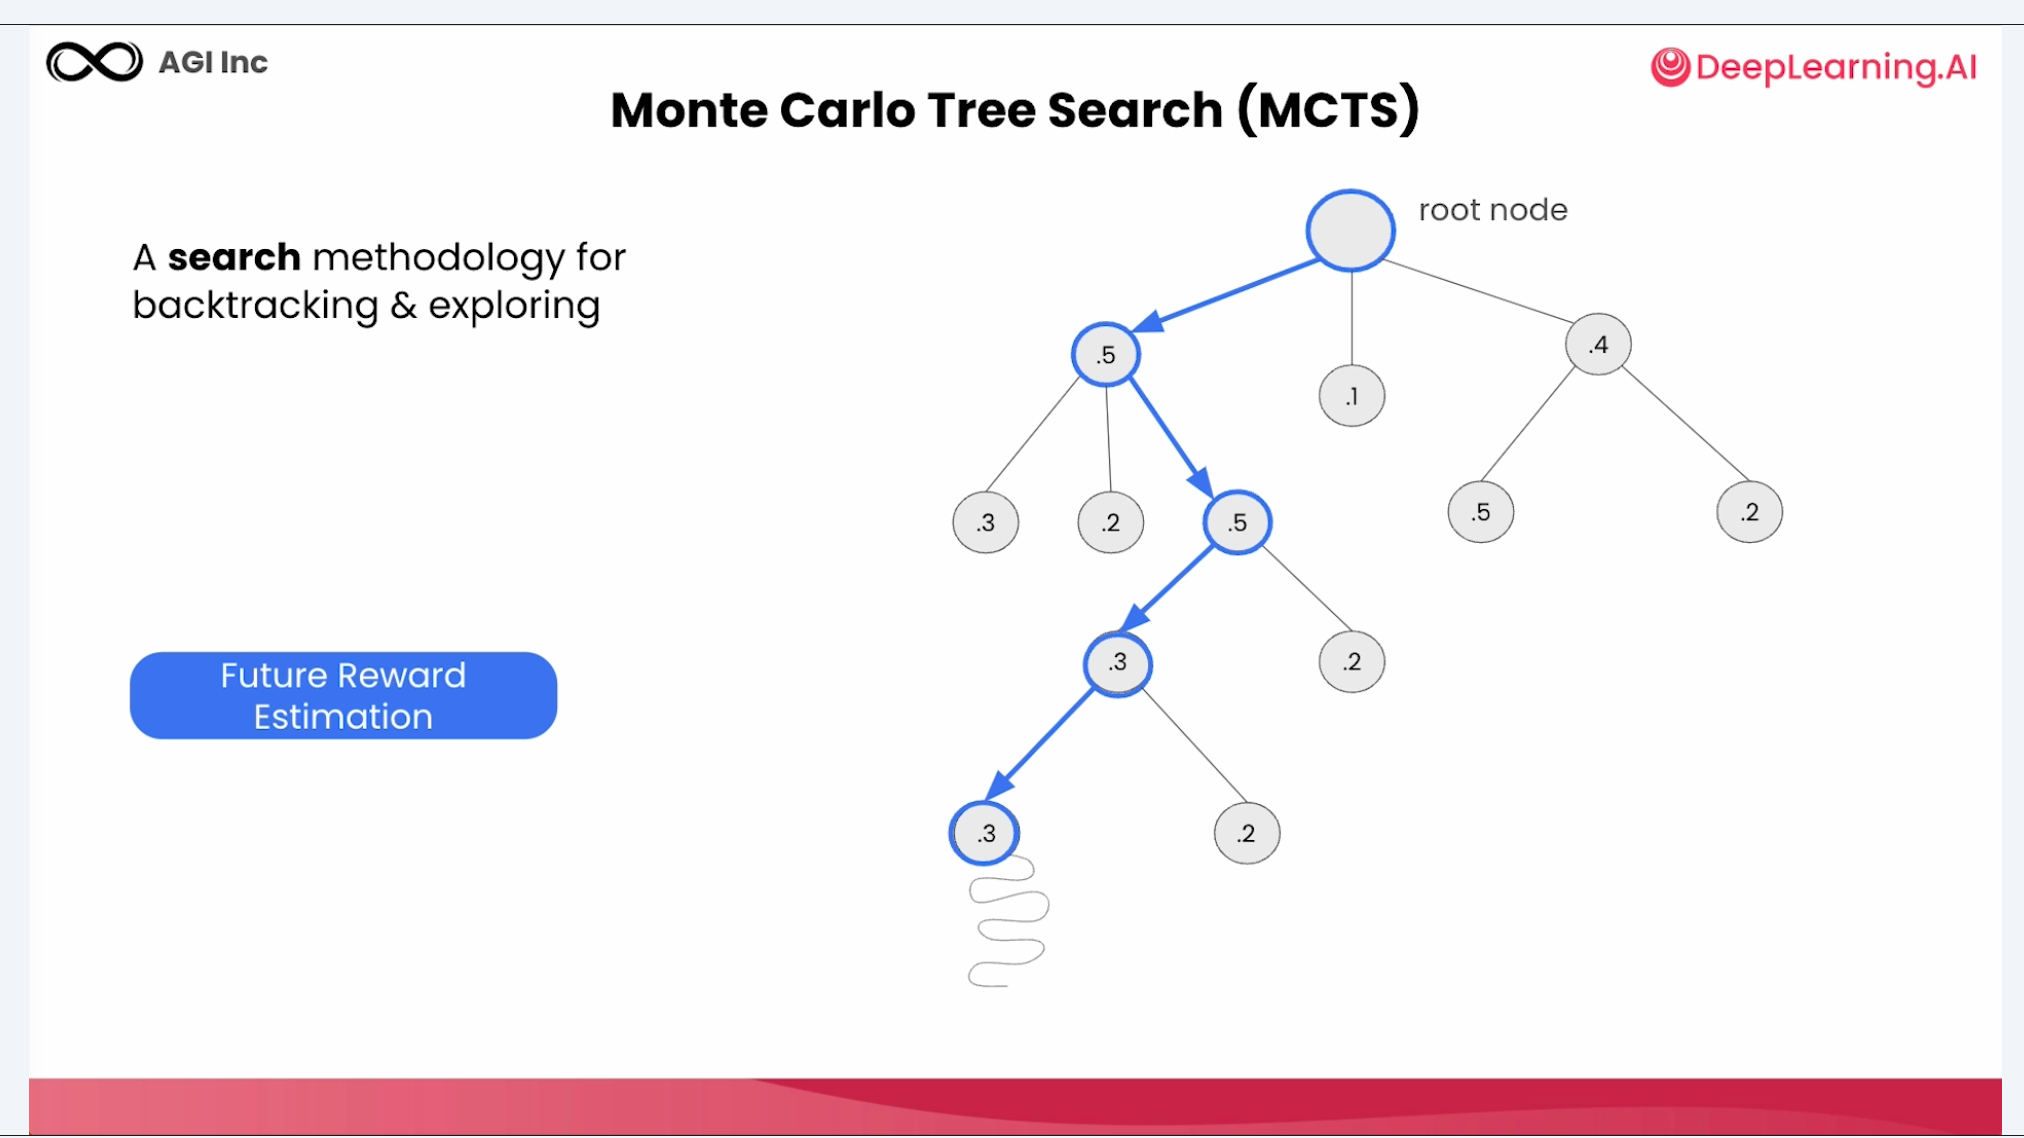 AGI Inc
DeepLearning.AI
Monte Carlo Tree Search (MCTS)
A search methodology for
backtracking & exploring
root node
.5
.1
.4
.3
.2
.5
.5
.2
.3
.2
.3
.2
Future Reward
Estimation